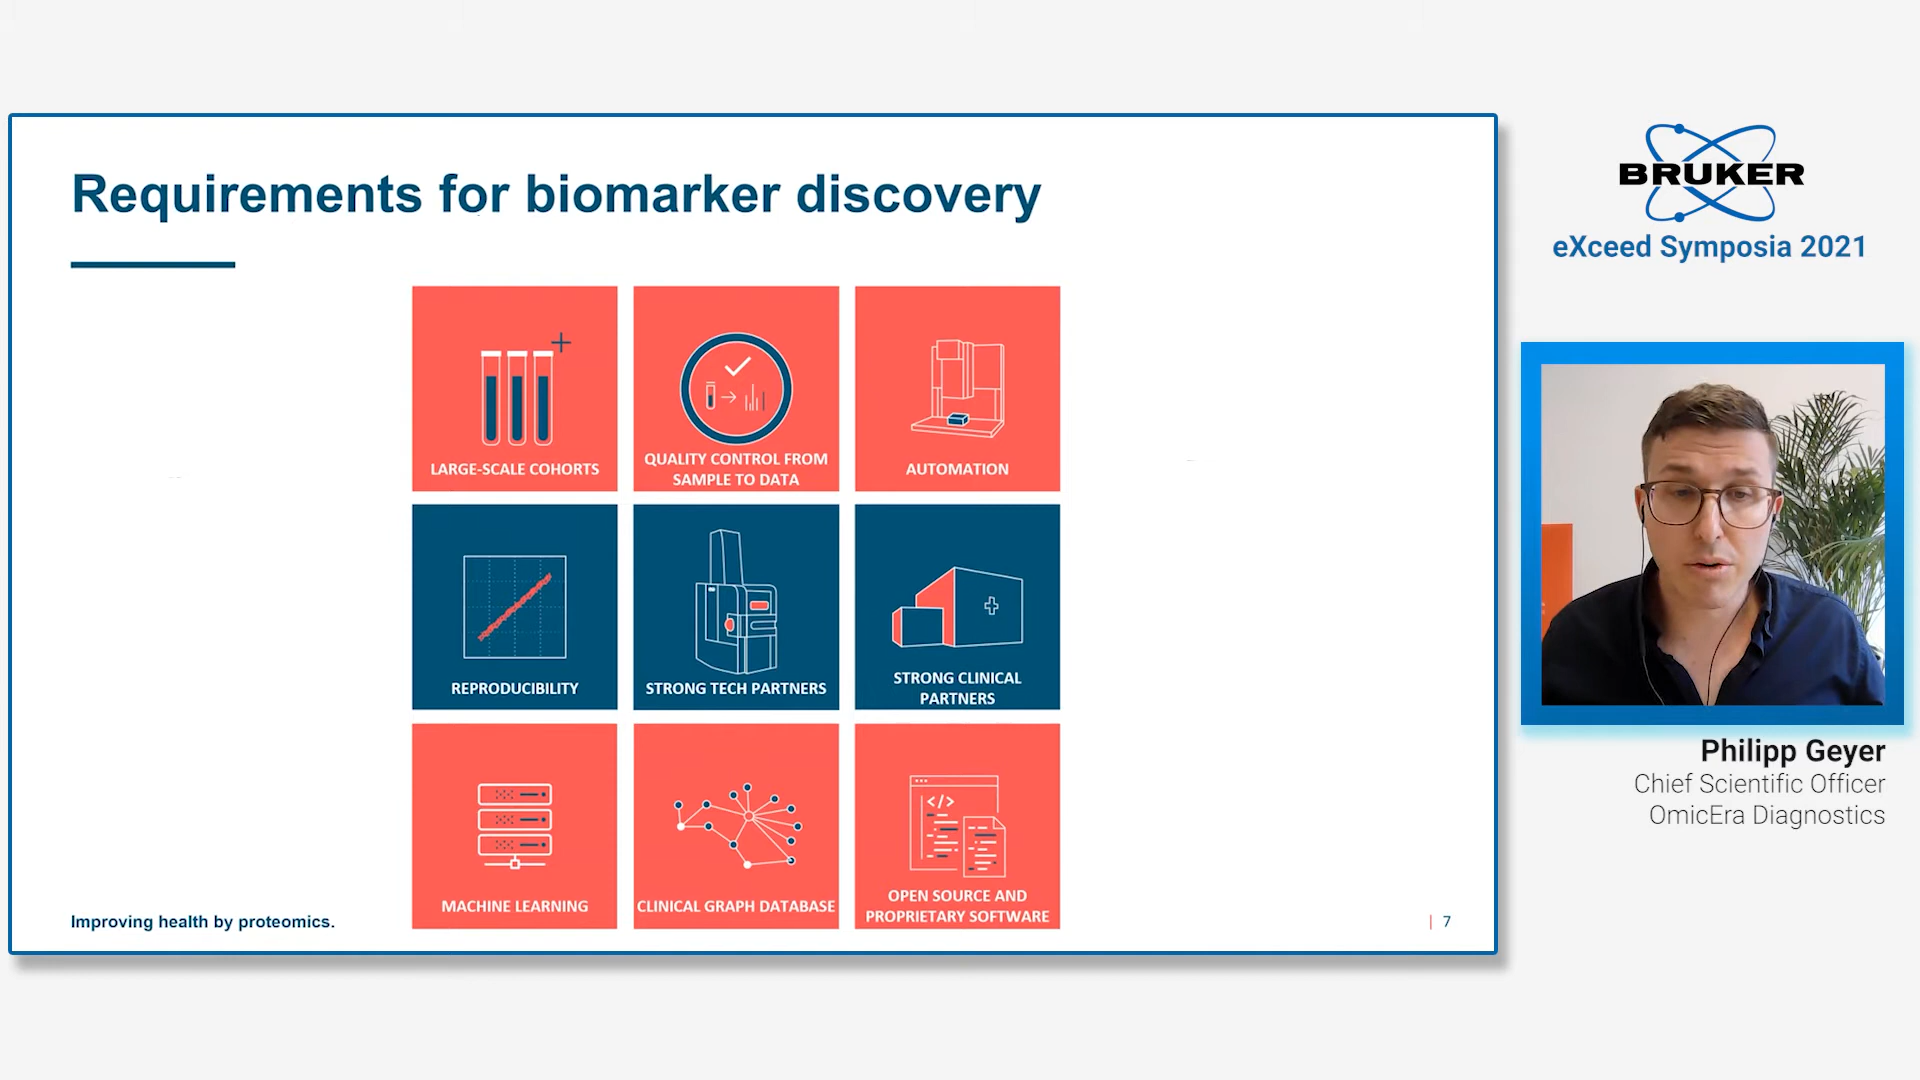 Requirements for biomarker discovery
LARGE-SCALE COHORTS
QUALITY CONTROL FROM
SAMPLE TO DATA
AUTOMATION
REPRODUCIBILITY
STRONG TECH PARTNERS
STRONG CLINICAL
PARTNERS
MACHINE LEARNING
CLINICAL GRAPH DATABASE
</>
OPEN SOURCE AND
PROPRIETARY SOFTWARE
Improving health by proteomics.
| 7
BRUKER
eXceed Symposia 2021
Philipp Geyer
Chief Scientific Officer
OmicEra Diagnostics